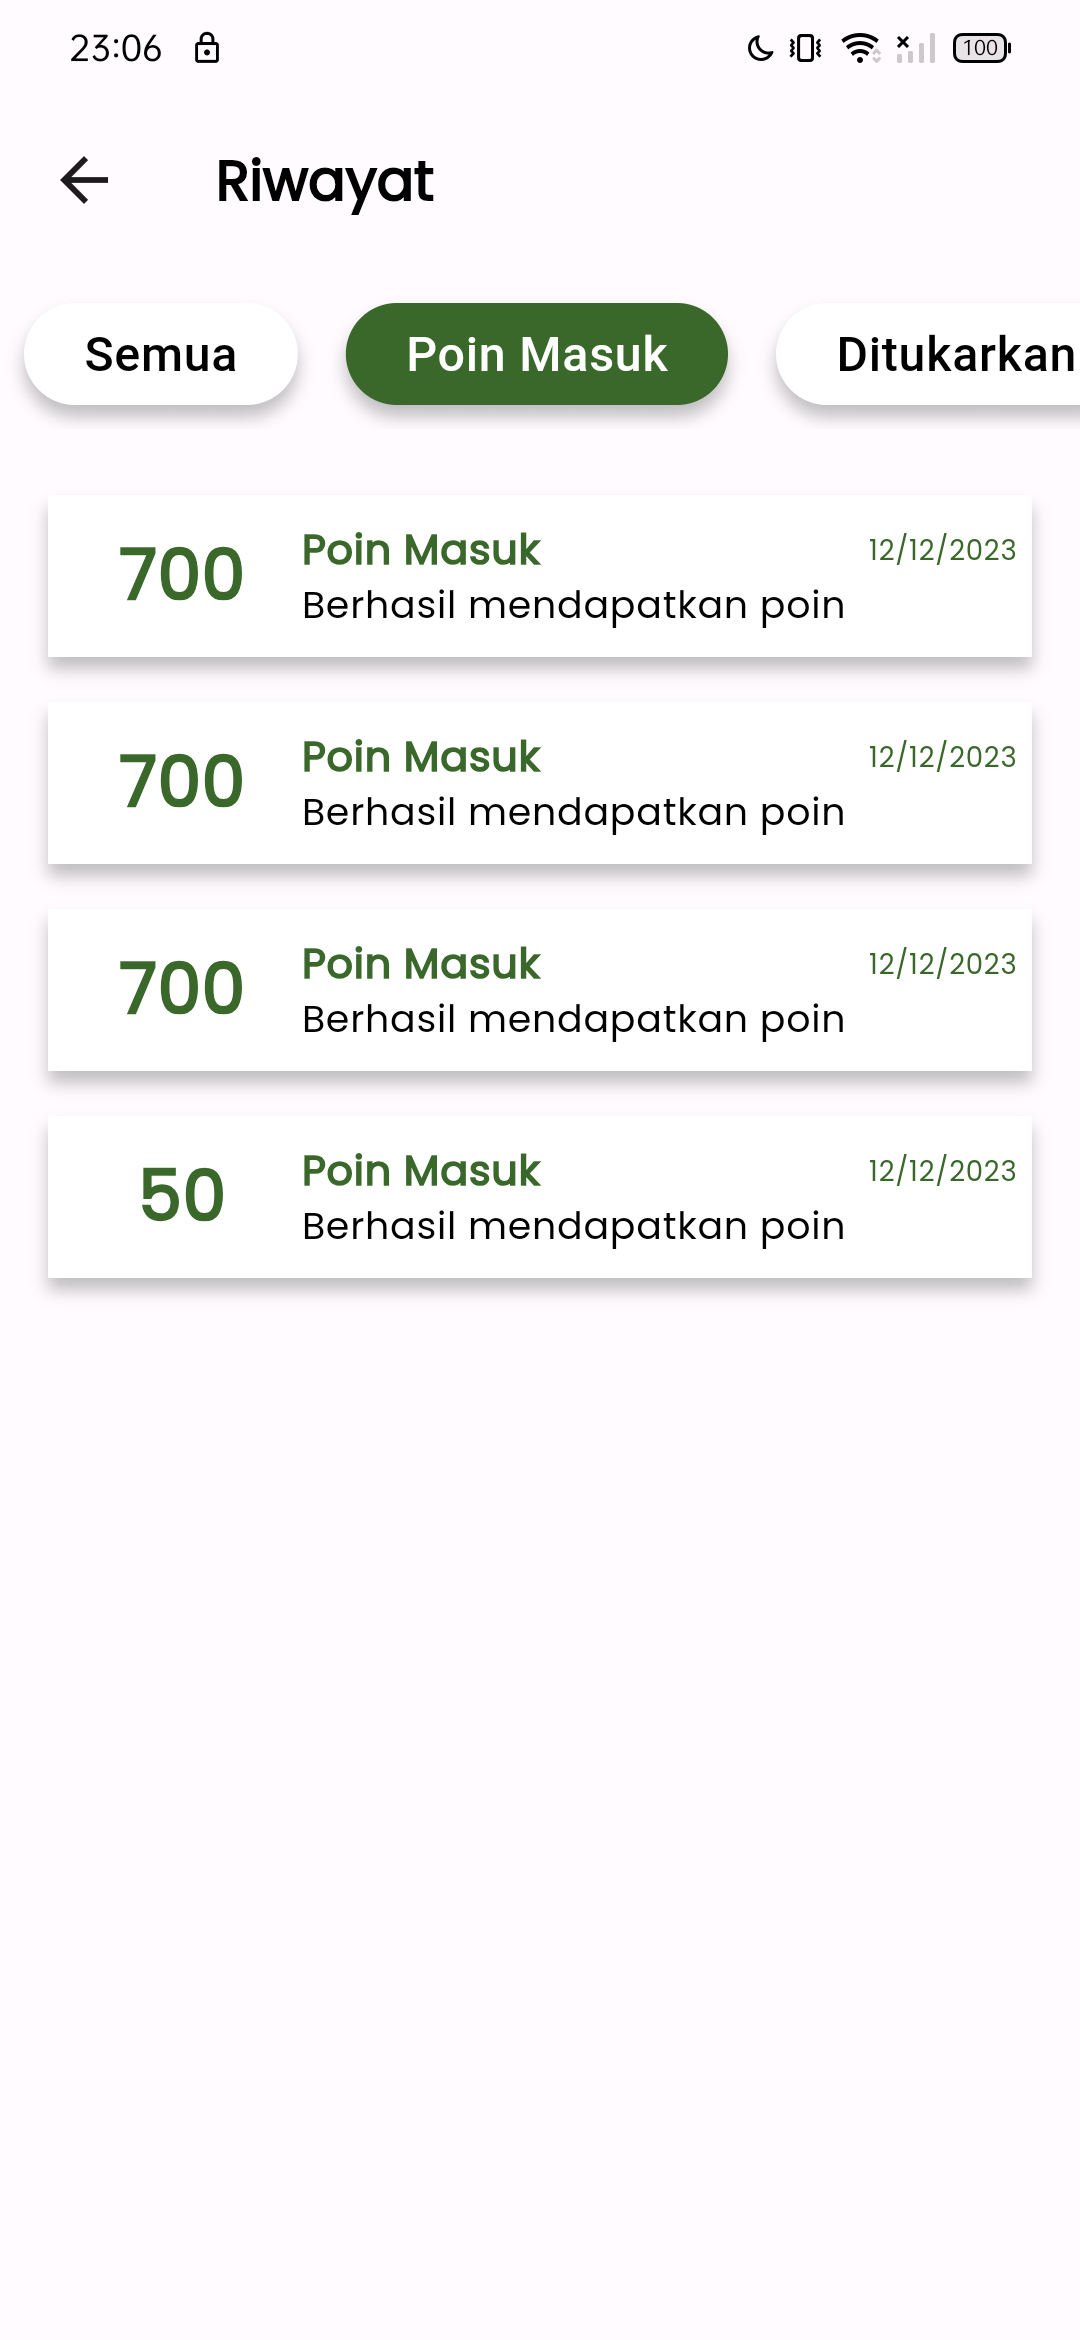 23:06
100
Riwayat
Semua Poin Masuk Ditukarkan
700
Poin Masuk
12/12/2023
Berhasil mendapatkan poin
700
Poin Masuk
12/12/2023
Berhasil mendapatkan poin
700
Poin Masuk
12/12/2023
Berhasil mendapatkan poin
50
Poin Masuk
12/12/2023
Berhasil mendapatkan poin